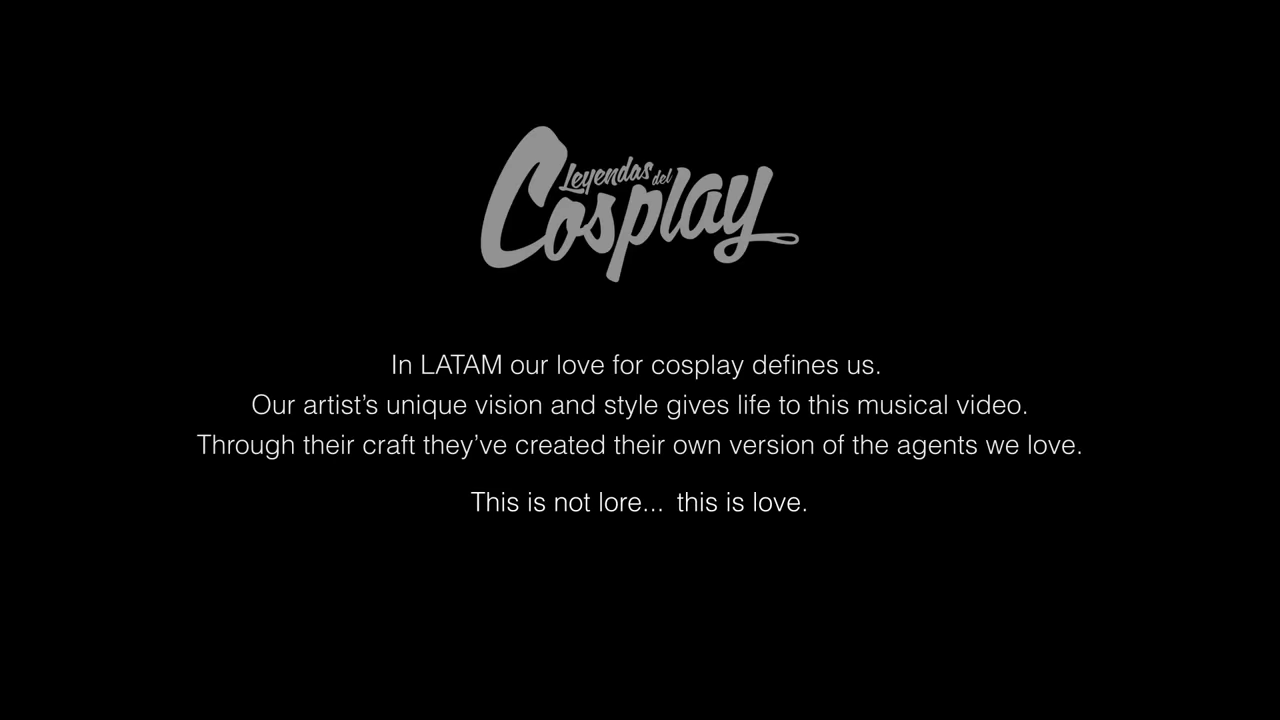 Leyendas del
Cosplay
In LATAM our love for cosplay defines us.
Our artist’s unique vision and style gives life to this musical video.
Through their craft they’ve created their own version of the agents we love.
This is not lore... this is love.